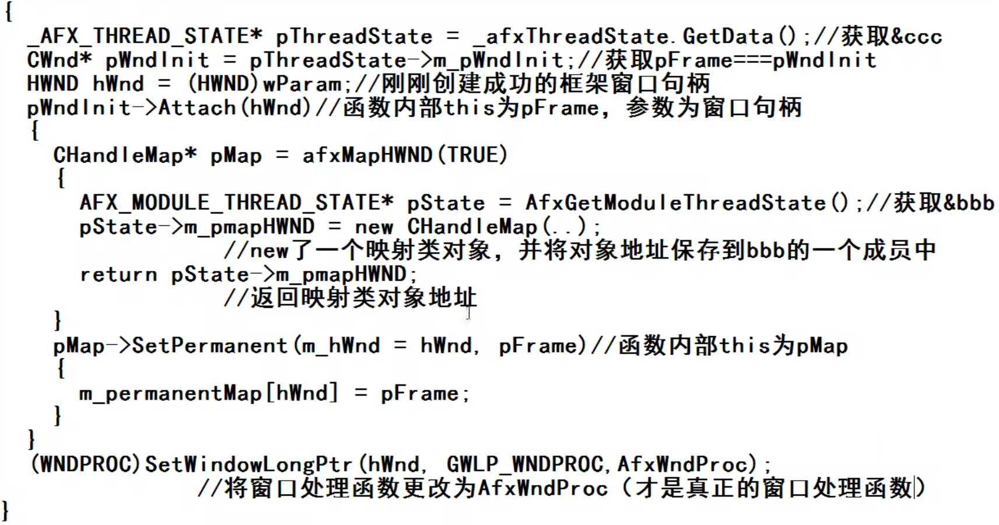 {
_AFX_THREAD_STATE* pThreadState = _afxThreadState.GetData();//获取&ccc
CWnd* pWndInit = pThreadState->m_pWndInit;//获取pFrame===pWndInit
HWND hWnd = (HWND)wParam;//刚刚创建成功的框架窗口句柄
pWndInit->Attach(hWnd)//函数内部this为pFrame，参数为窗口句柄
{
CHandleMap* pMap = afxMapHWND(TRUE)
{
AFX_MODULE_THREAD_STATE* pState = AfxGetModuleThreadState();//获取&bbb
pState->m_pmapHWND = new CHandleMap(..);
//new了一个映射类对象，并将对象地址保存到bbb的一个成员中
return pState->m_pmapHWND;
//返回映射类对象地址
}
pMap->SetPermanent(m_hWnd = hWnd, pFrame)//函数内部this为pMap
{
m_permanentMap[hWnd] = pFrame;
}
}
(WNDPROC)SetWindowLongPtr(hWnd, GWLP_WNDPROC,AfxWndProc);
//将窗口处理函数更改为AfxWndProc（才是真正的窗口处理函数）
}